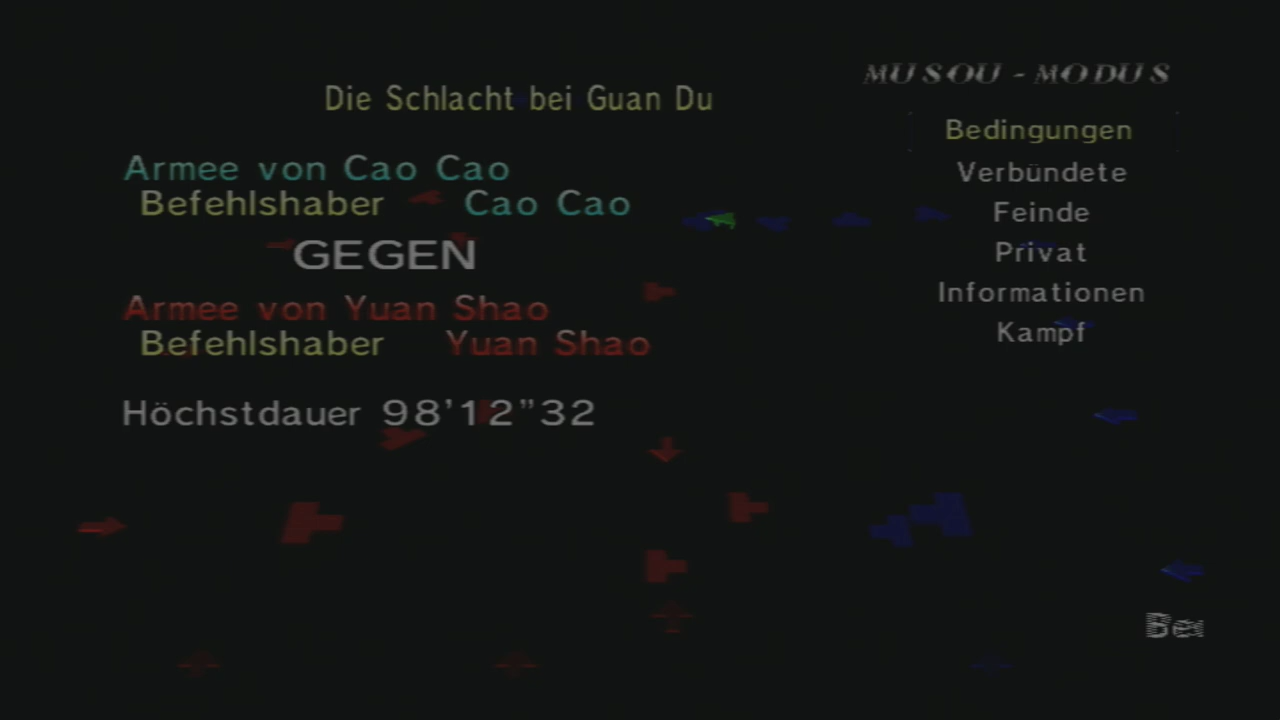 Die Schlacht bei Guan Du
Armee von Cao Cao
Befehlshaber Cao Cao
GEGEN
Armee von Yuan Shao
Befehlshaber Yuan Shao
Höchstdauer 98'12"32
MUSOU-MODUS
Bedingungen
Verbündete
Feinde
Privat
Informationen
Kampf